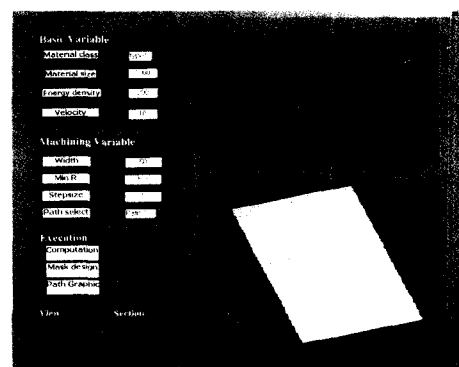 Basic Variable
Material class
Material size
Energy density
Velocity
Machining Variable
Width
Min R
Stepsize
Path select
Execution
Computation
Mask design
Path Graphic
View Section